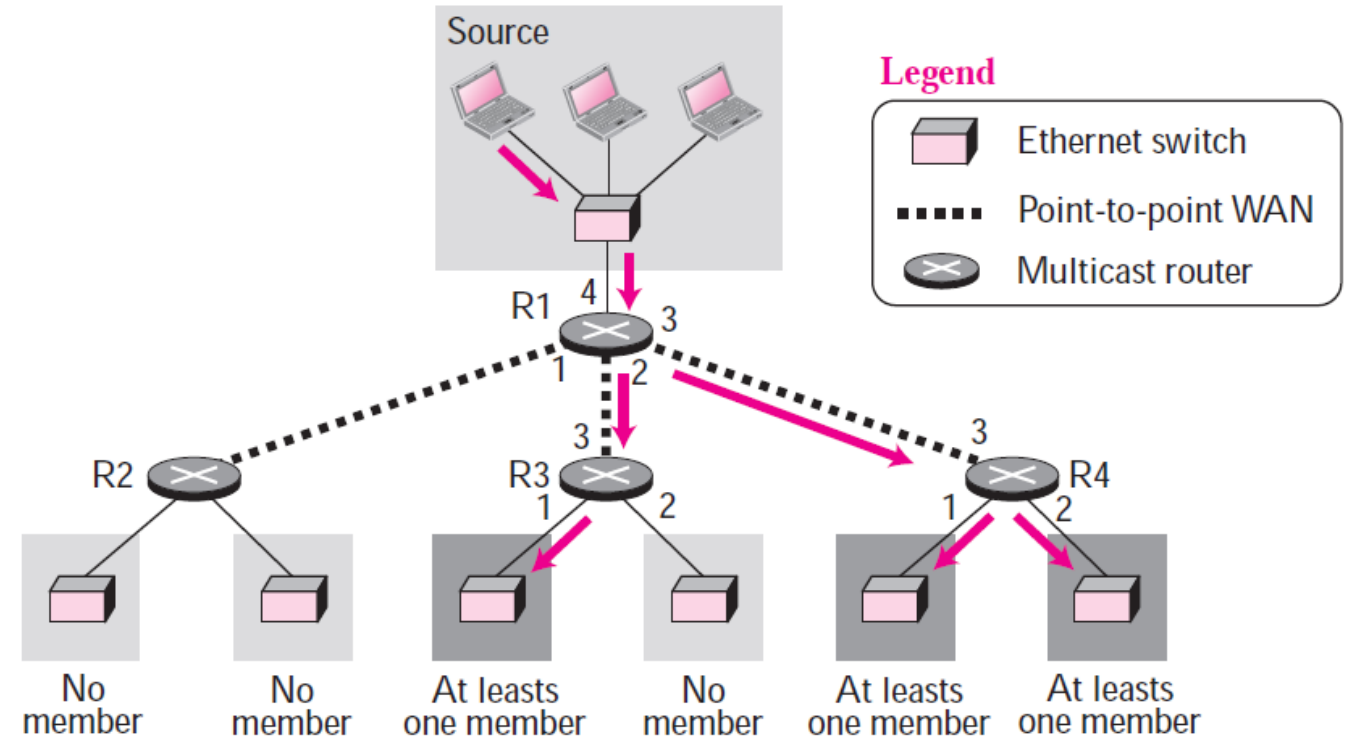 Source
Legend
Ethernet switch
Point-to-point WAN
Multicast router
R1
4
3
1
2
R2
3
R3
1
2
3
R4
1
2
No
member
No
member
At leasts
one member
No
member
At leasts
one member
At leasts
one member